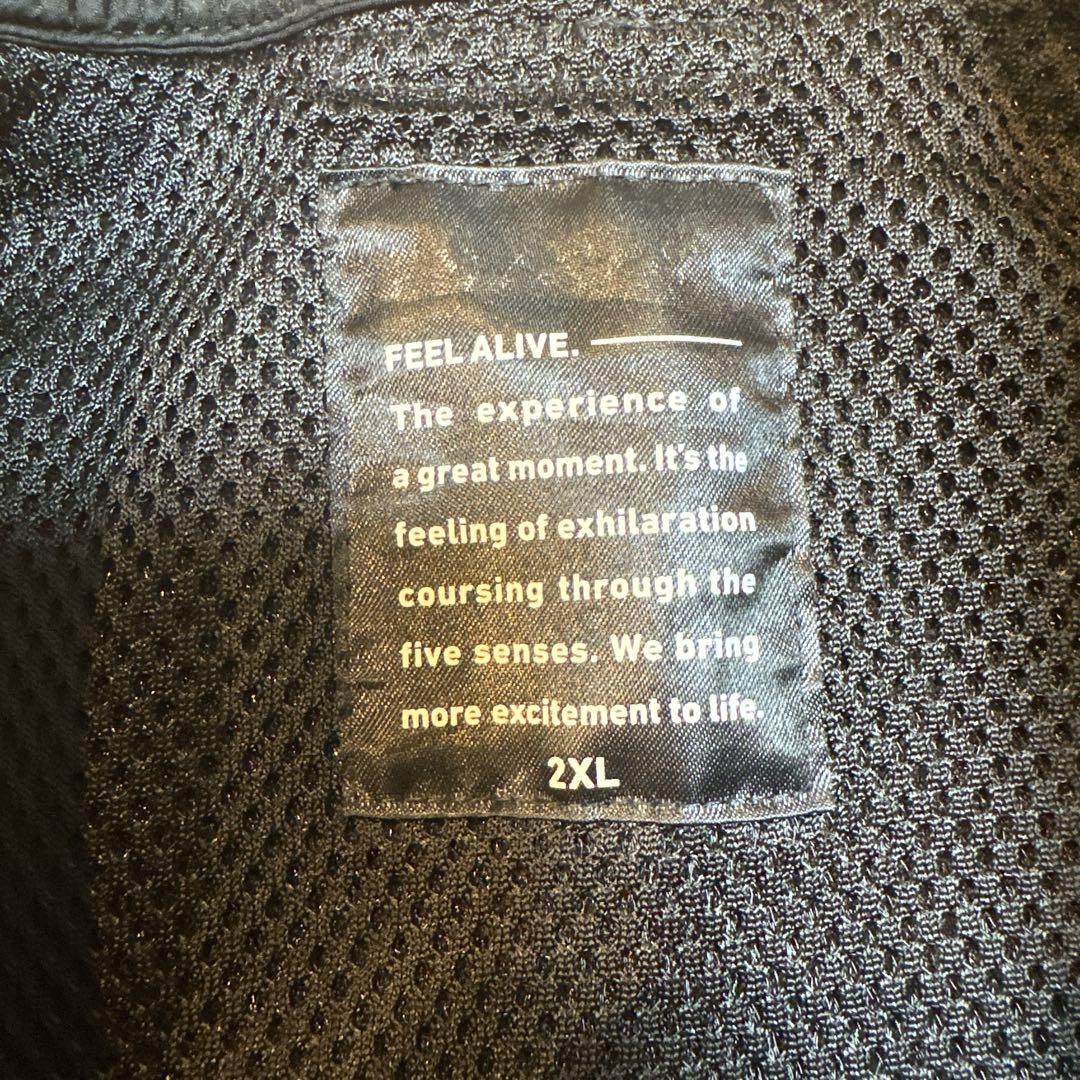 FEEL ALIVE.
The experience of
a great moment. It's the
feeling of exhilaration
coursing through the
five senses. We bring
more excitement to life.
2XL